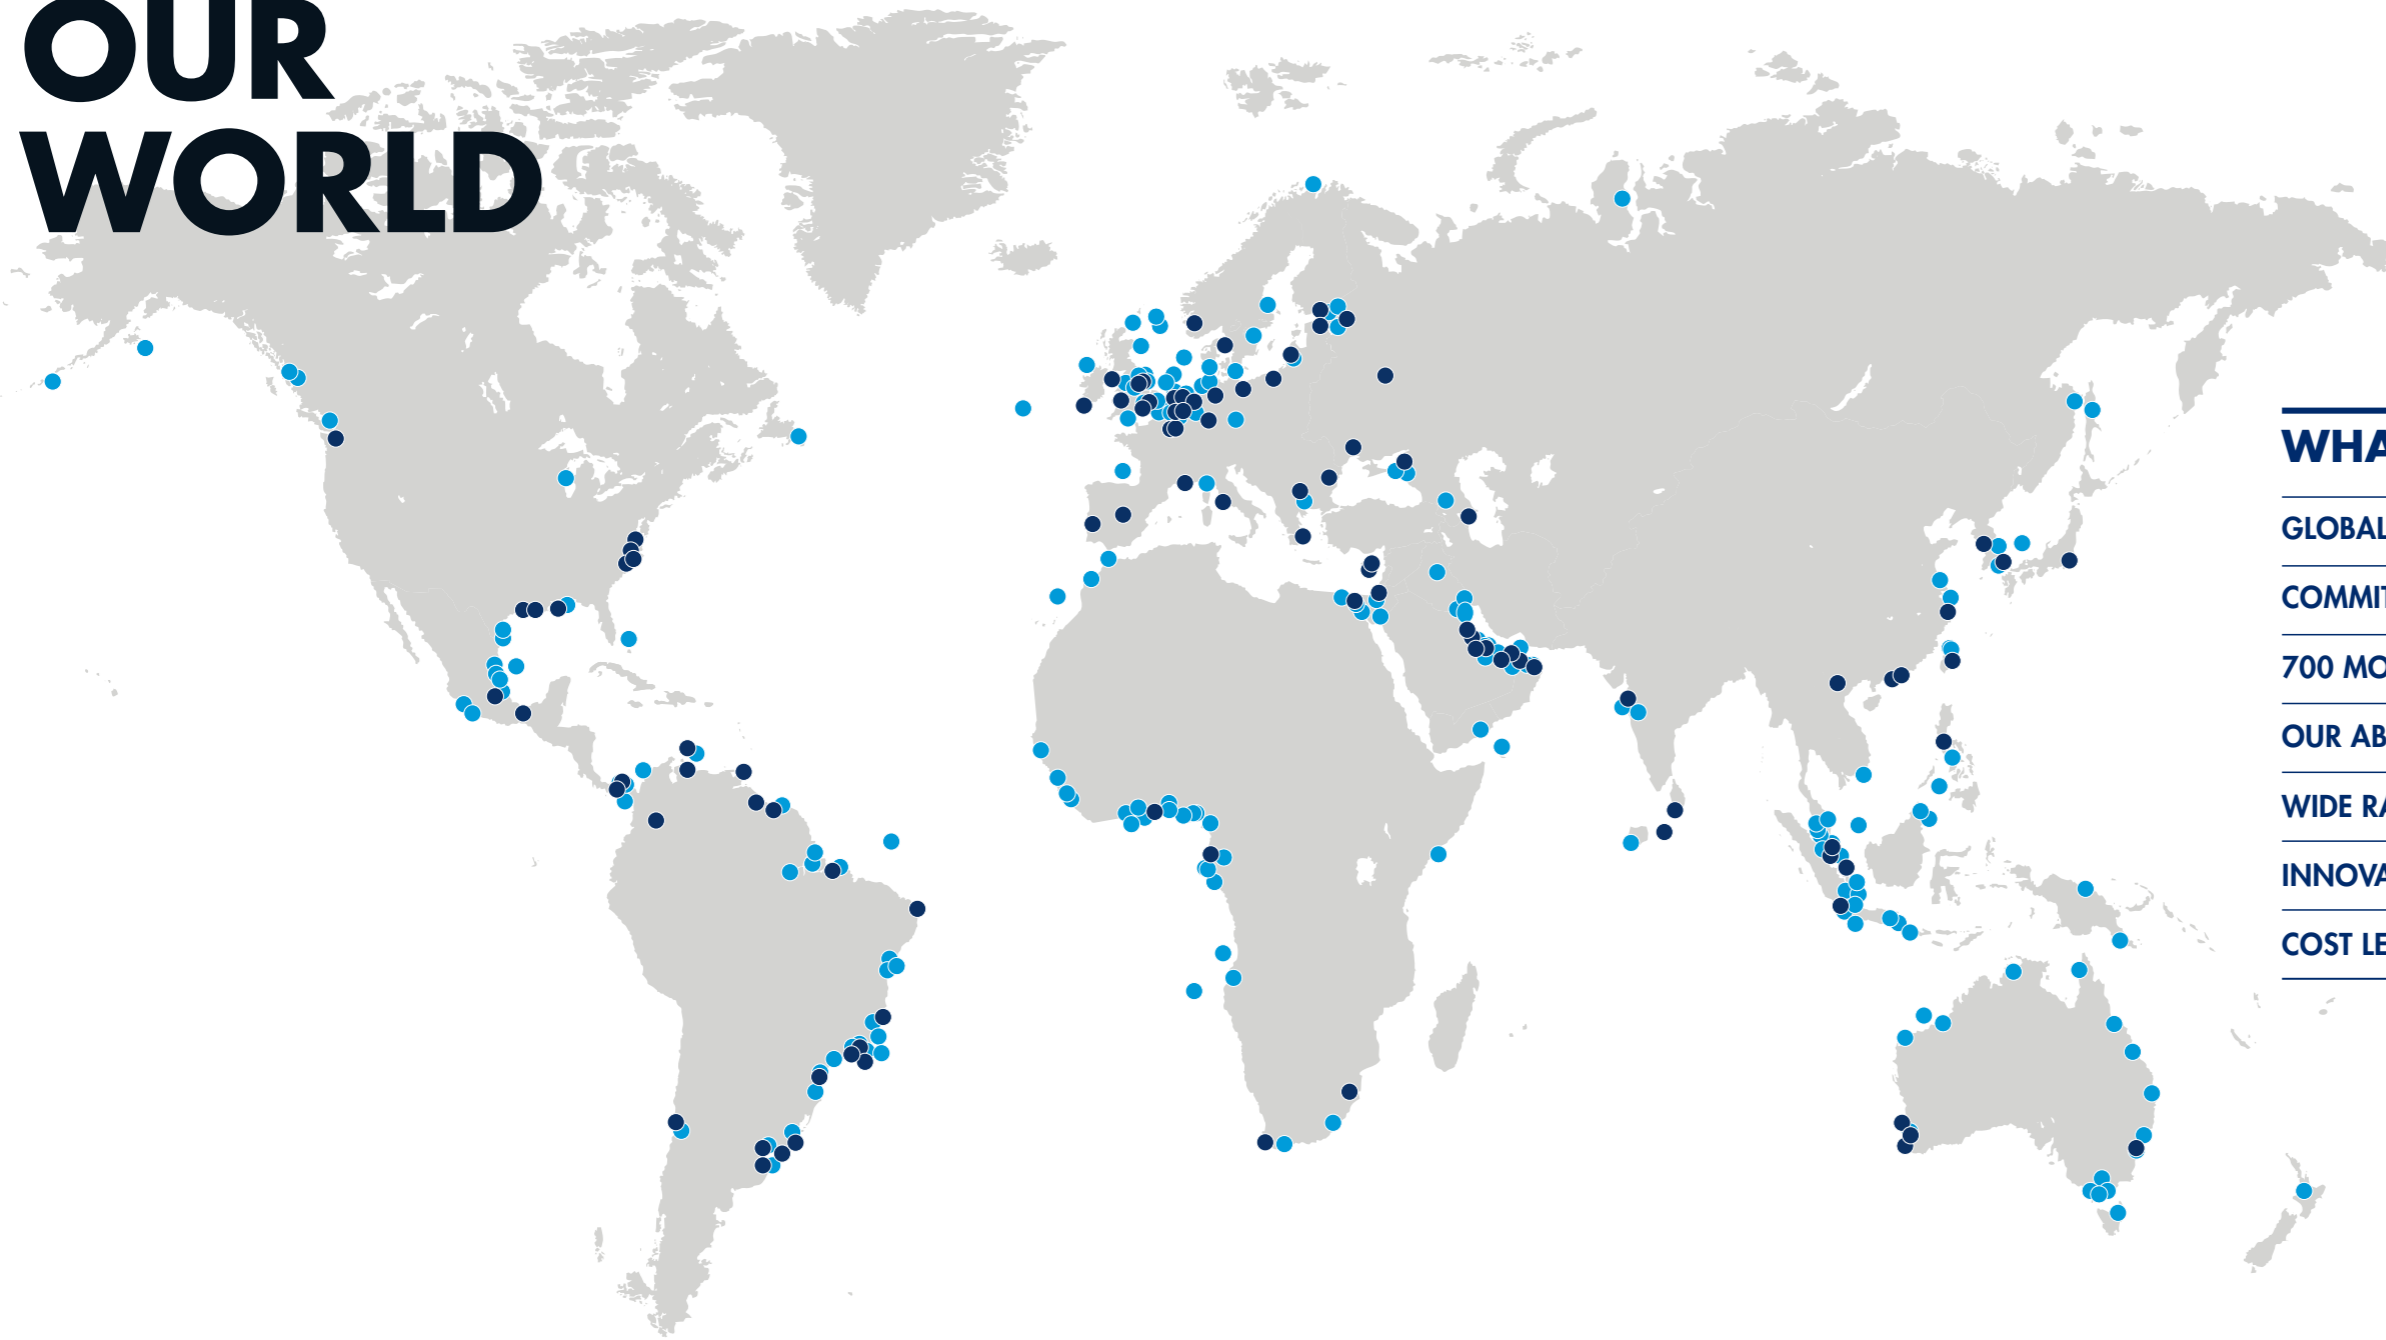 OUR
WORLD
WHA
GLOBAL
COMMIT
700 MO
OUR AB
WIDE RA
INNOVA
COST LE